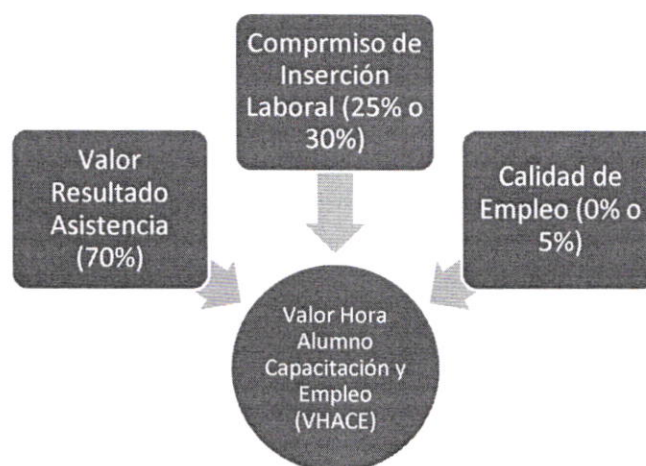 Comprmiso de
Inserción
Laboral (25% o
30%)
Valor
Resultado
Asistencia
(70%)
Calidad de
Empleo (0% o
5%)
Valor Hora
Alumno
Capacitación y
Empleo
(VHACE)